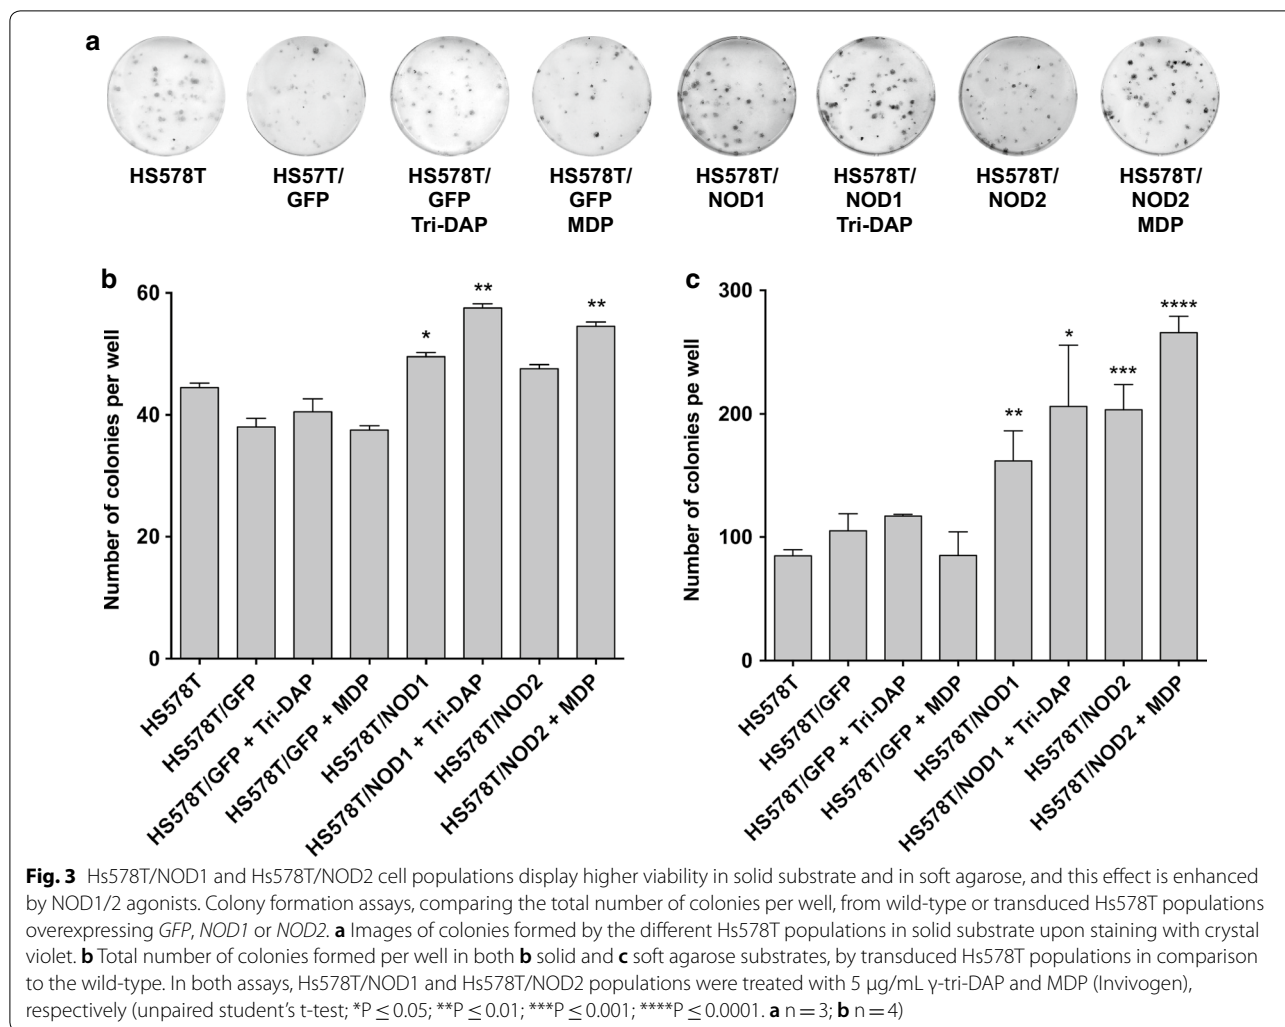 a
HS578T
HS57T/
GFP
HS578T/
GFP
Tri-DAP
HS578T/
GFP
MDP
HS578T/
NOD1
HS578T/
NOD1
Tri-DAP
HS578T/
NOD2
HS578T/
NOD2
MDP
b
Number of colonies per well
60
40
20
0
*
**
**
HS578T
HS578T/GFP
HS578T/GFP + Tri-DAP
HS578T/GFP + MDP
HS578T/NOD1
HS578T/NOD1 + Tri-DAP
HS578T/NOD2
HS578T/NOD2 + MDP
c
Number of colonies pe well
300
200
100
0
**
*
***
****
HS578T
HS578T/GFP
HS578T/GFP + Tri-DAP
HS578T/GFP + MDP
HS578T/NOD1
HS578T/NOD1 + Tri-DAP
HS578T/NOD2
HS578T/NOD2 + MDP
Fig. 3 Hs578T/NOD1 and Hs578T/NOD2 cell populations display higher viability in solid substrate and in soft agarose, and this effect is enhanced
by NOD1/2 agonists. Colony formation assays, comparing the total number of colonies per well, from wild-type or transduced Hs578T populations
overexpressing GFP, NOD1 or NOD2. a Images of colonies formed by the different Hs578T populations in solid substrate upon staining with crystal
violet. b Total number of colonies formed per well in both b solid and c soft agarose substrates, by transduced Hs578T populations in comparison
to the wild-type. In both assays, Hs578T/NOD1 and Hs578T/NOD2 populations were treated with 5 μg/mL γ-tri-DAP and MDP (Invivogen),
respectively (unpaired student's t-test; *P ≤ 0.05; **P ≤ 0.01; ***P ≤ 0.001; ****P ≤ 0.0001. a n = 3; b n = 4)